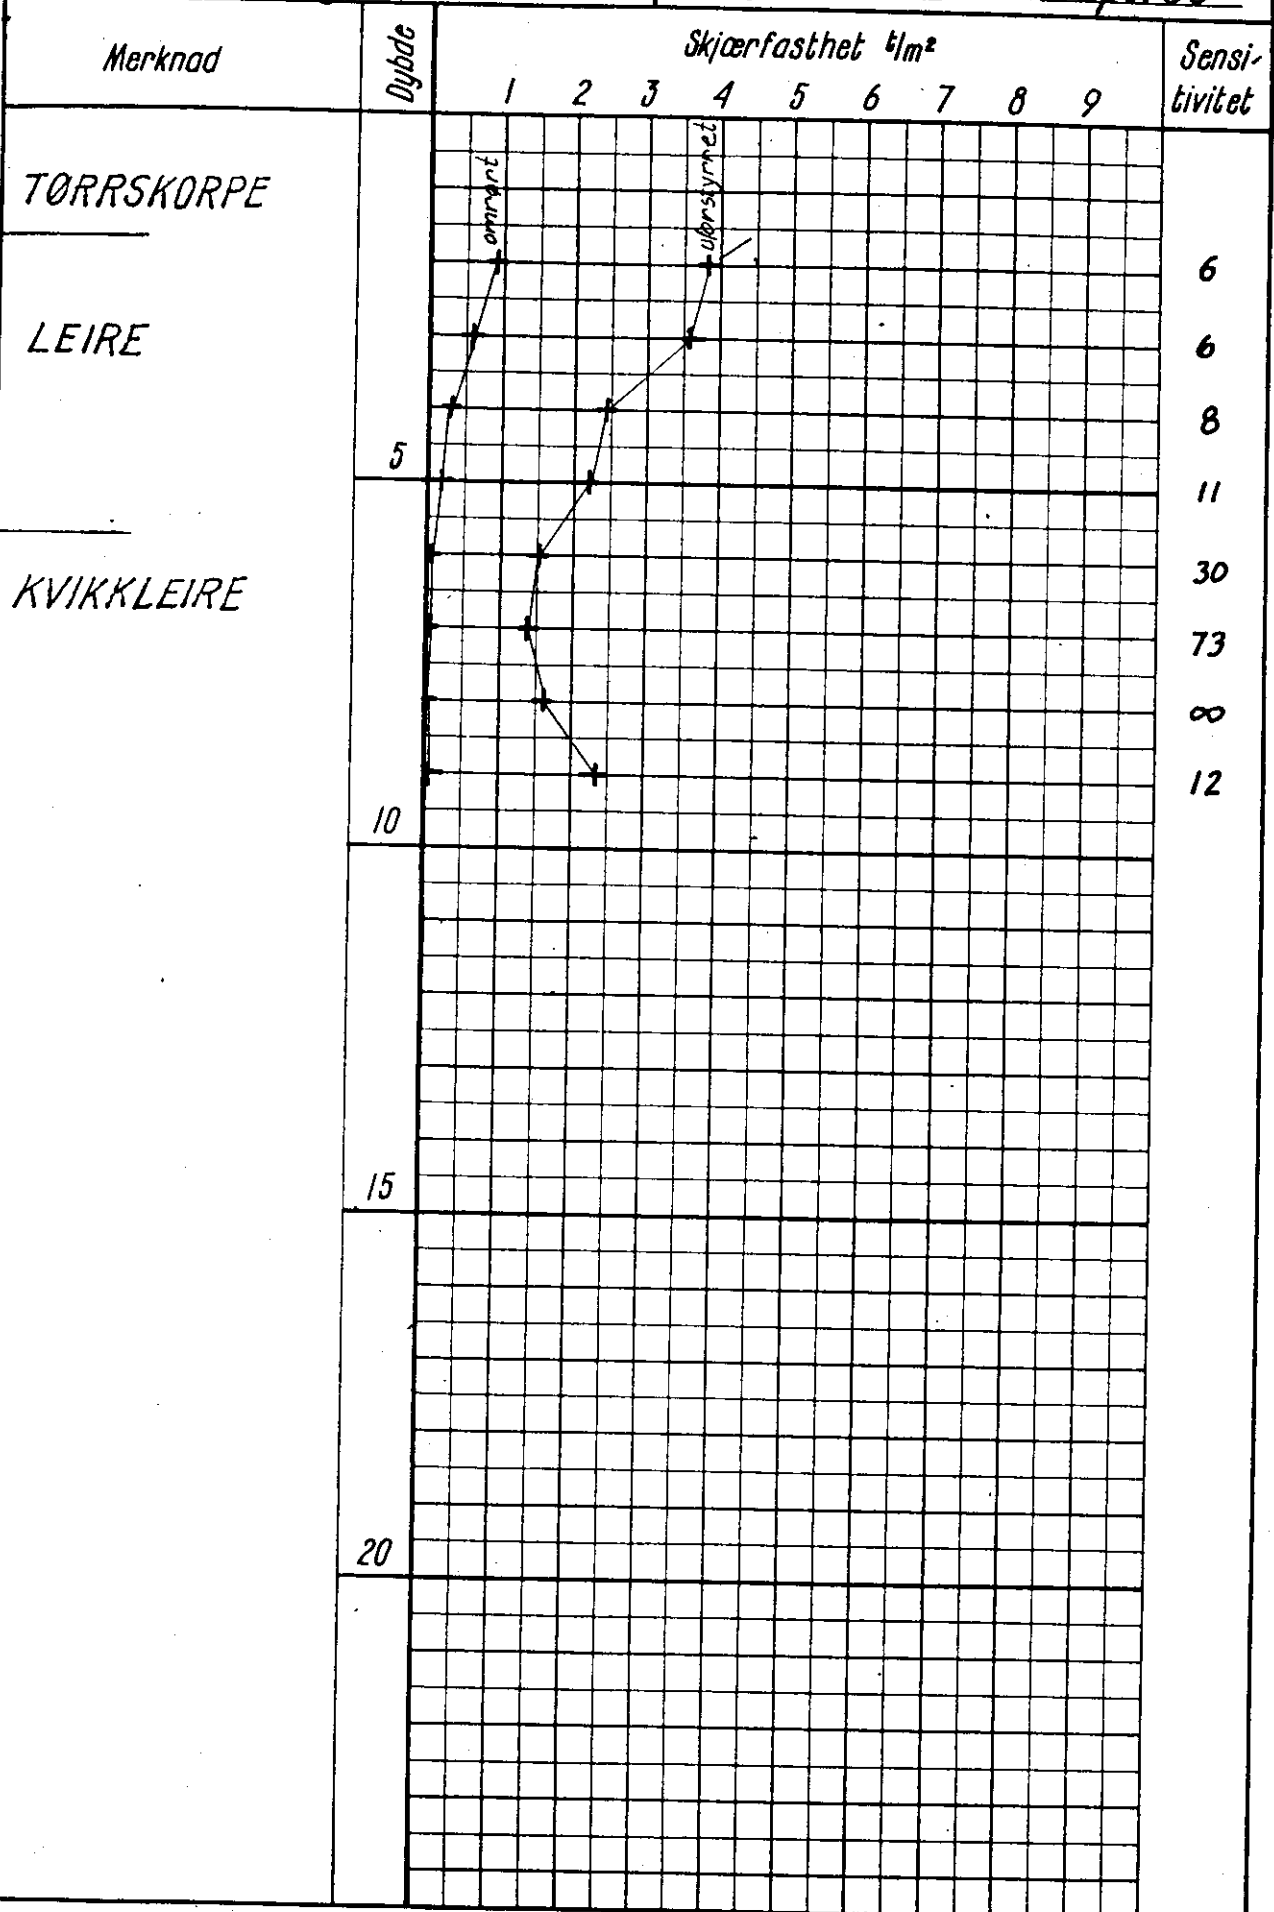 Merknad
Dybde
Skjærfasthet t/m²
Sensi-
tivitet
1 2 3 4 5 6 7 8 9
omrørt
uforstyrret
TØRRSKORPE
6
LEIRE
6
8
5
11
30
KVIKKLEIRE
73
∞
12
10
15
20